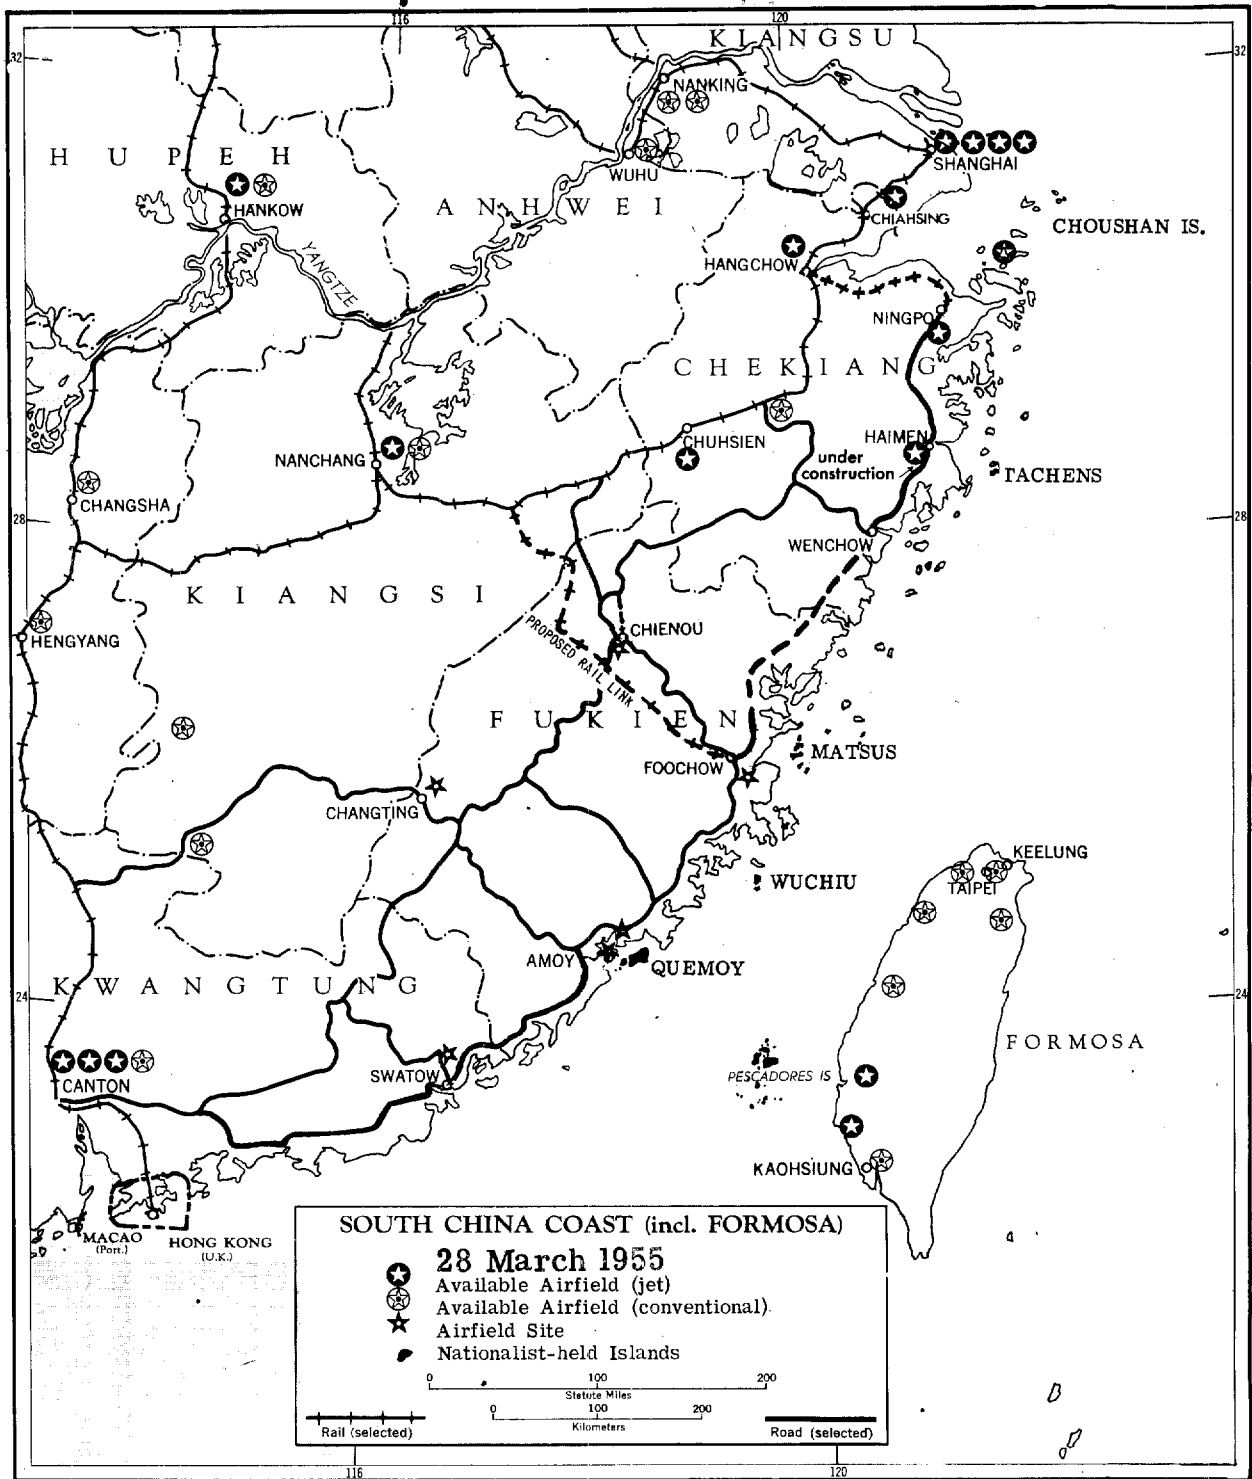 116
120
32
32
KIANGSU
NANKING
HUPEH
SHANGHAI
WUHU
HANKOW
ANHWEI
CHIAHSING
CHOUSHAN IS.
YANGTZE
HANGCHOW
NINGPO
CHEKIANG
CHUHSIEN
HAIMEN
NANCHANG
under
construction
TACHENS
CHANGSHA
28
28
WENCHOW
KIANGSI
CHIENOU
HENGYANG
PROPOSED RAIL LINK
FUKIEN
MATSUS
FOOCHOW
CHANGTING
KEELUNG
WUCHIU
TAIPEI
AMOY
QUEMOY
KWANGTUNG
24
24
FORMOSA
CANTON
SWATOW
PESCADORES IS
KAOHSIUNG
MACAO
(Port.)
HONG KONG
(U.K.)
SOUTH CHINA COAST (incl. FORMOSA)
28 March 1955
Available Airfield (jet)
Available Airfield (conventional)
Airfield Site
Nationalist-held Islands
0 100 200
Statute Miles
0 100 200
Kilometers
Rail (selected)
Road (selected)
116
120